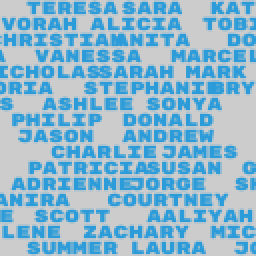 TERESA SARA KAT
VORAH ALICIA TOBI
CHRISTIAN ANITA DO
A VANESSA MARCEL
ICHOLAS SARAH MARK
ORIA STEPHANIE BRY
S ASHLEE SONYA
PHILIP DONALD
JASON ANDREW
CHARLIE JAMES
PATRICIA SUSAN G
ADRIENNE JORGE SH
ANIRA COURTNEY
E SCOTT AALIYAH
LENE ZACHARY MIC
SUMMER LAURA JO